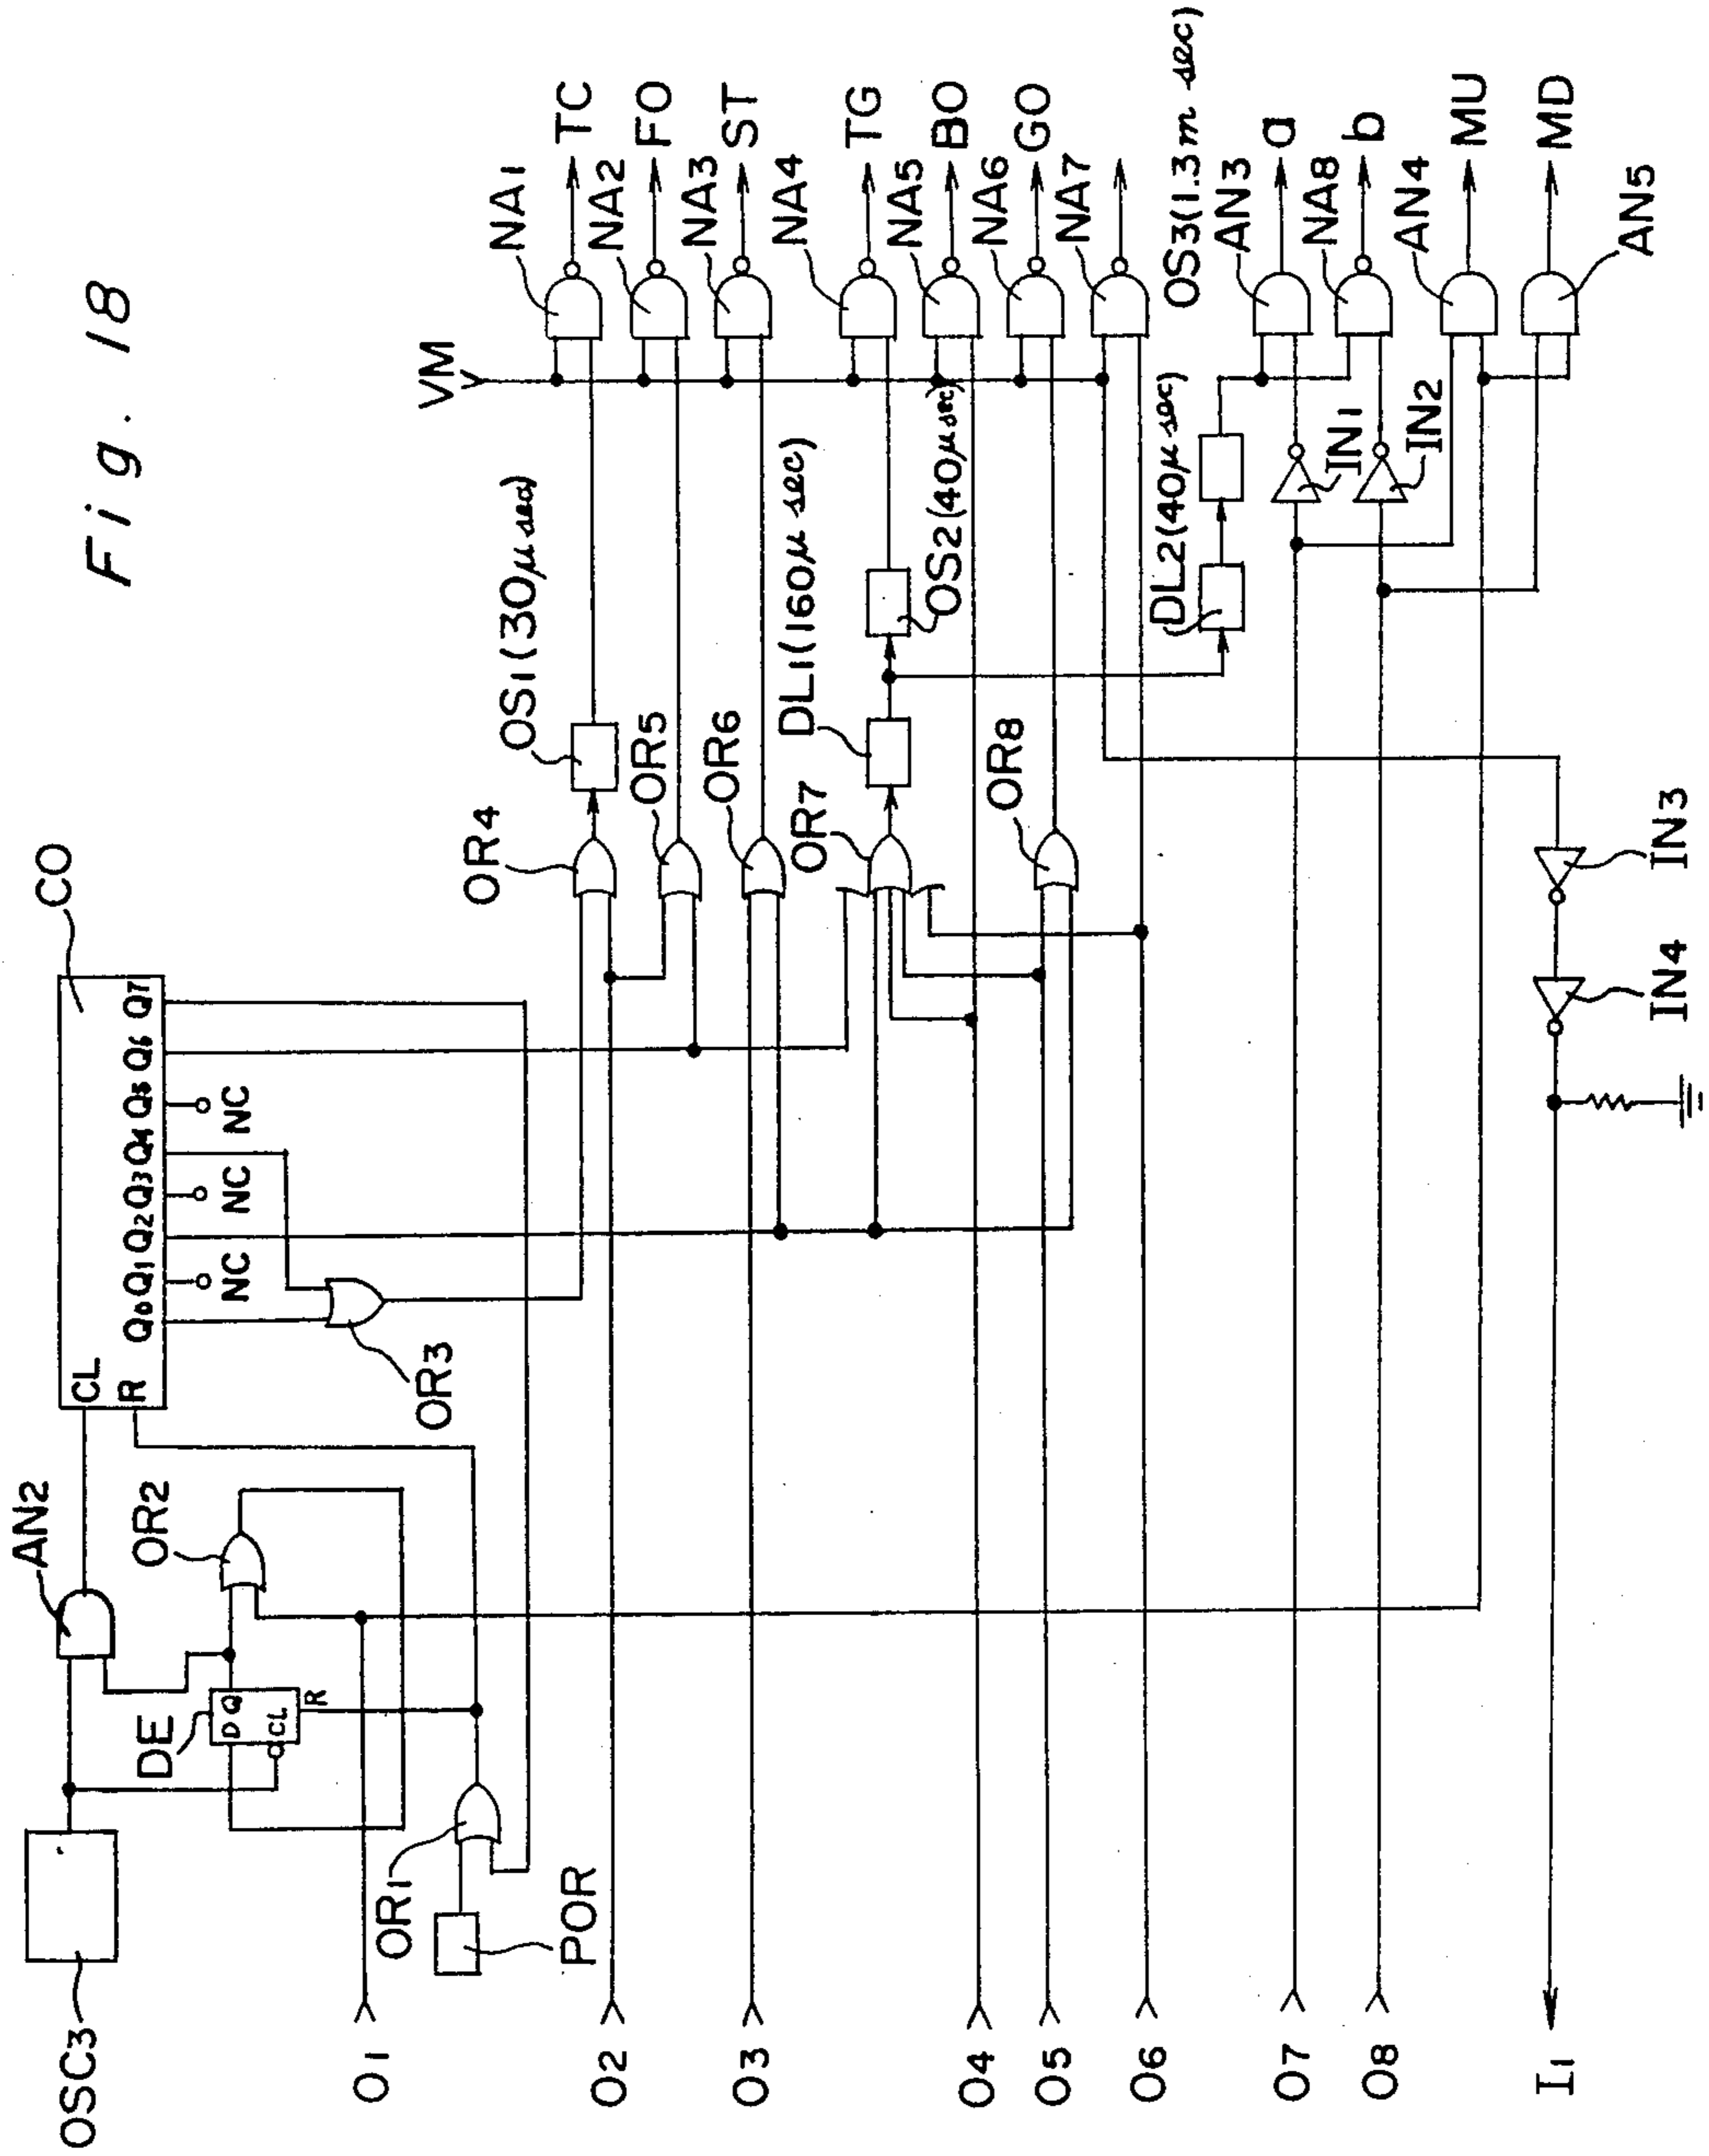 Fig. 18
OSC3
AN2
CO
CL
R
Q0 Q1 Q2 Q3 Q4 Q5 Q6 Q7
NC
NC
NC
DE
D Q
CL
R
OR2
OR3
OR1
POR
VM
OR4
OS1(30μsec)
NA1
TC
OR5
NA2
FO
OR6
NA3
ST
OR7
DL1(160μsec)
OS2(40μsec)
NA4
TG
NA5
BO
OR8
NA6
GO
NA7
DL2(40μsec)
OS3(1.3m sec)
IN1
AN3
a
IN2
NA8
b
AN4
MU
AN5
MD
IN4
IN3
O1
O2
O3
O4
O5
O6
O7
O8
I1